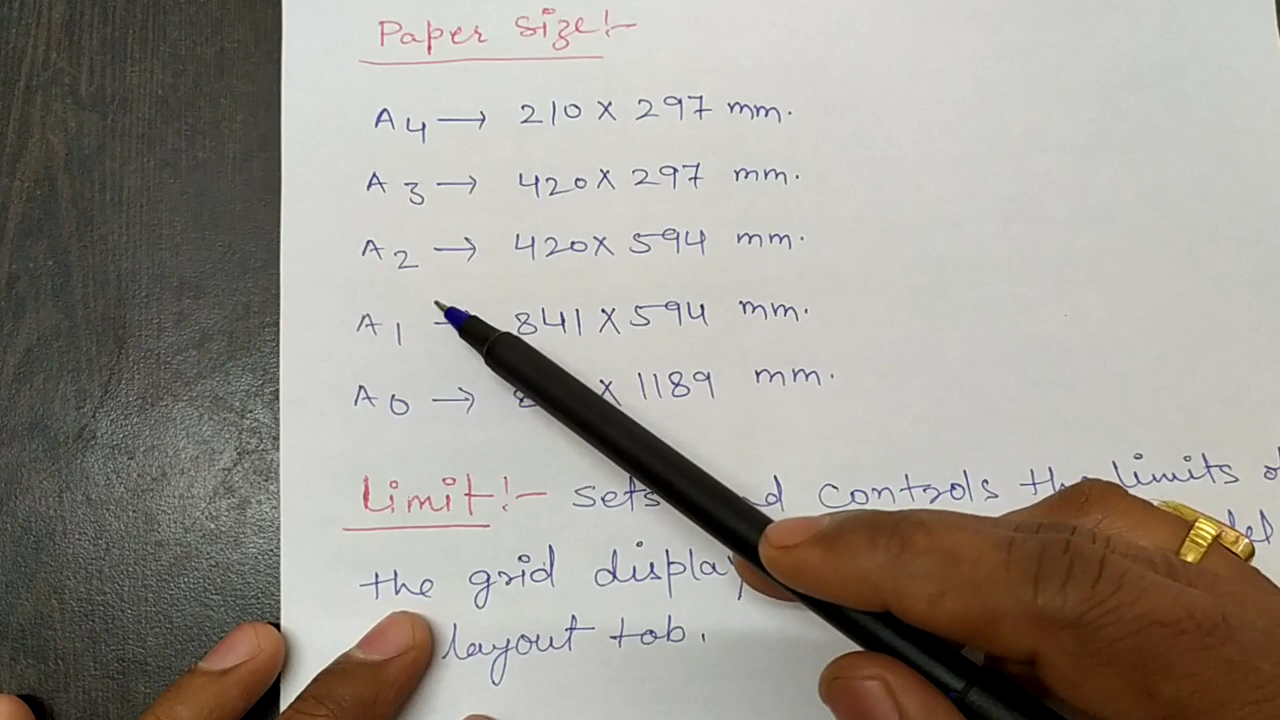 Paper Size:-
A4 → 210 X 297 mm.
A3 → 420 X 297 mm.
A2 → 420 X 594 mm.
A1 → 841 X 594 mm.
A0 → X 1189 mm.
Limit:- Sets controls the limits
the grid display
layout tab.